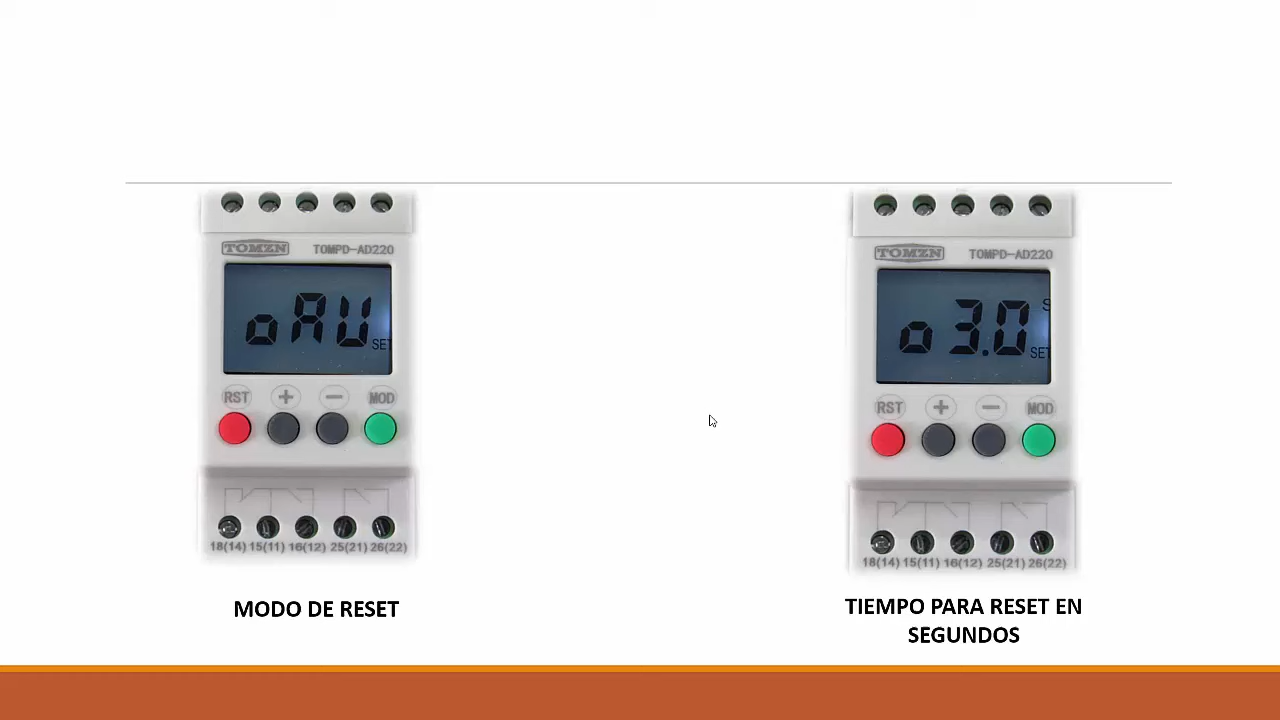 TOMZN TOMPD-AD220
oAU
SET
RST + − MOD
18(14) 15(11) 16(12) 25(21) 26(22)
MODO DE RESET
TOMZN TOMPD-AD220
o3.0 S
SET
RST + − MOD
18(14) 15(11) 16(12) 25(21) 26(22)
TIEMPO PARA RESET EN
SEGUNDOS